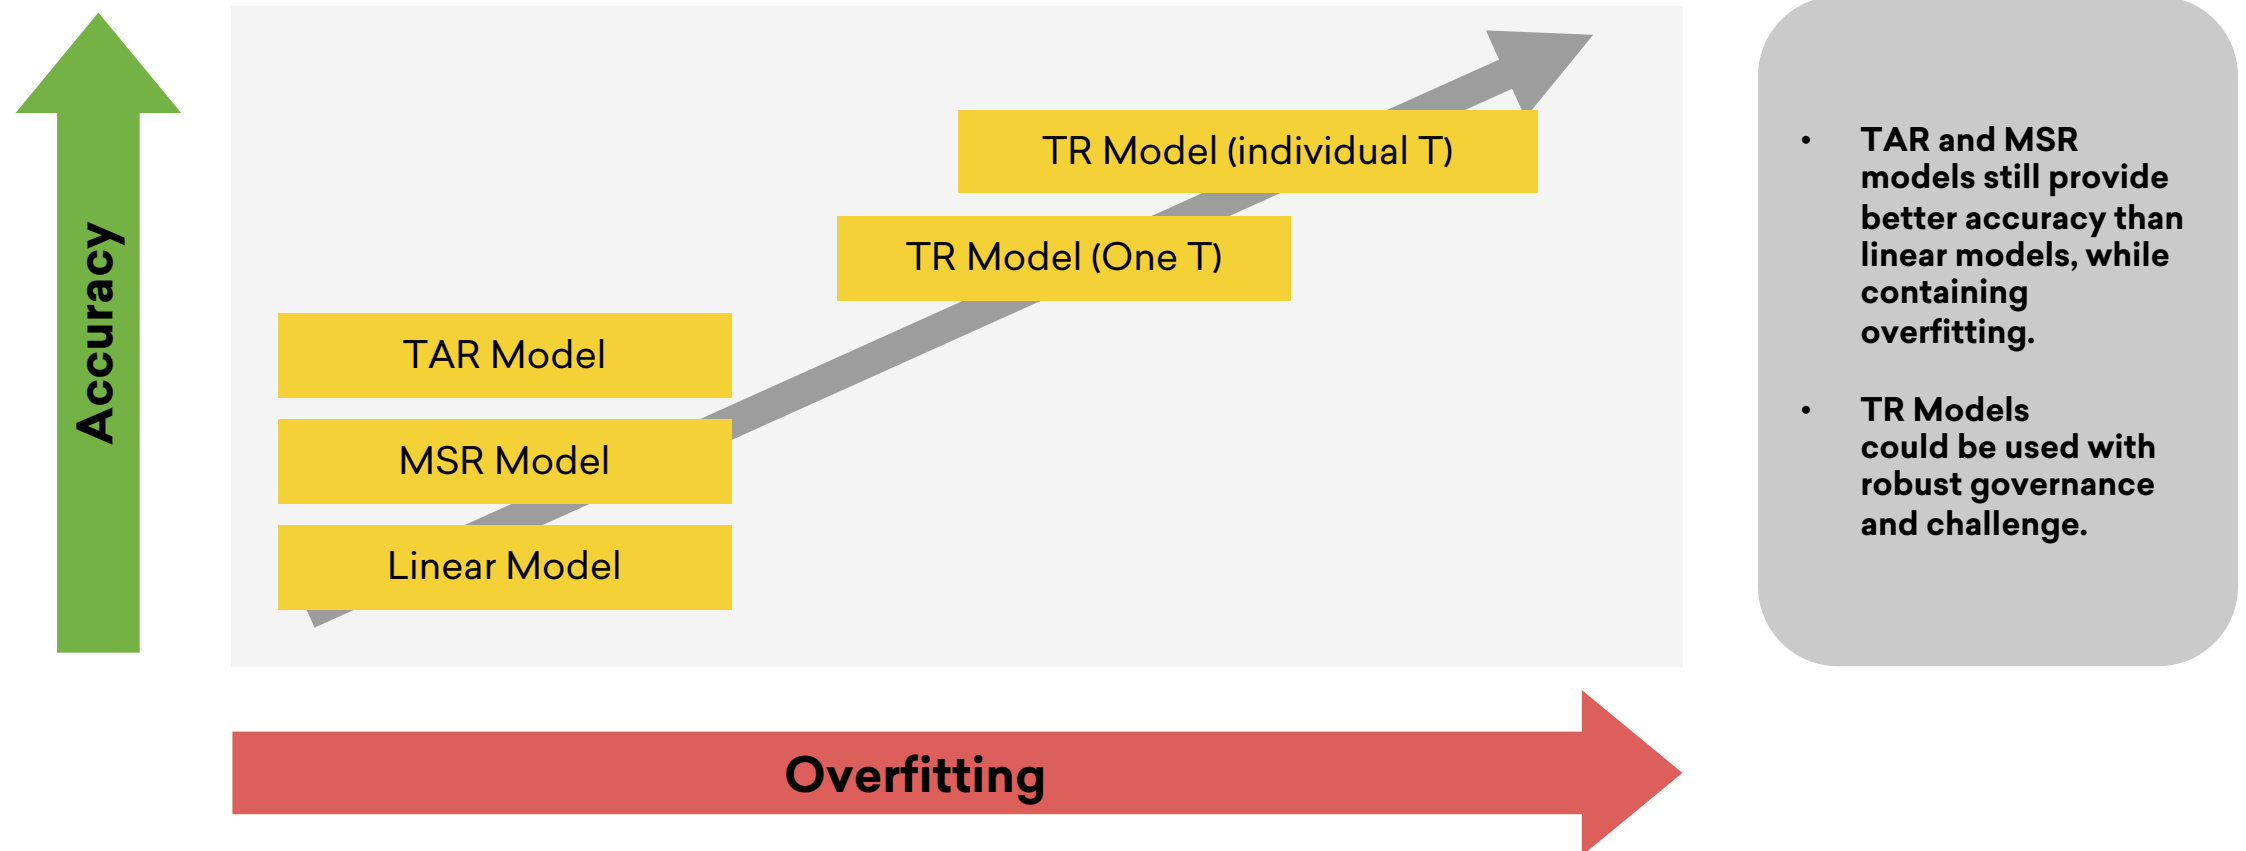 Accuracy
TR Model (individual T)
TR Model (One T)
TAR Model
MSR Model
Linear Model
Overfitting
• TAR and MSR
models still provide
better accuracy than
linear models, while
containing
overfitting.
• TR Models
could be used with
robust governance
and challenge.